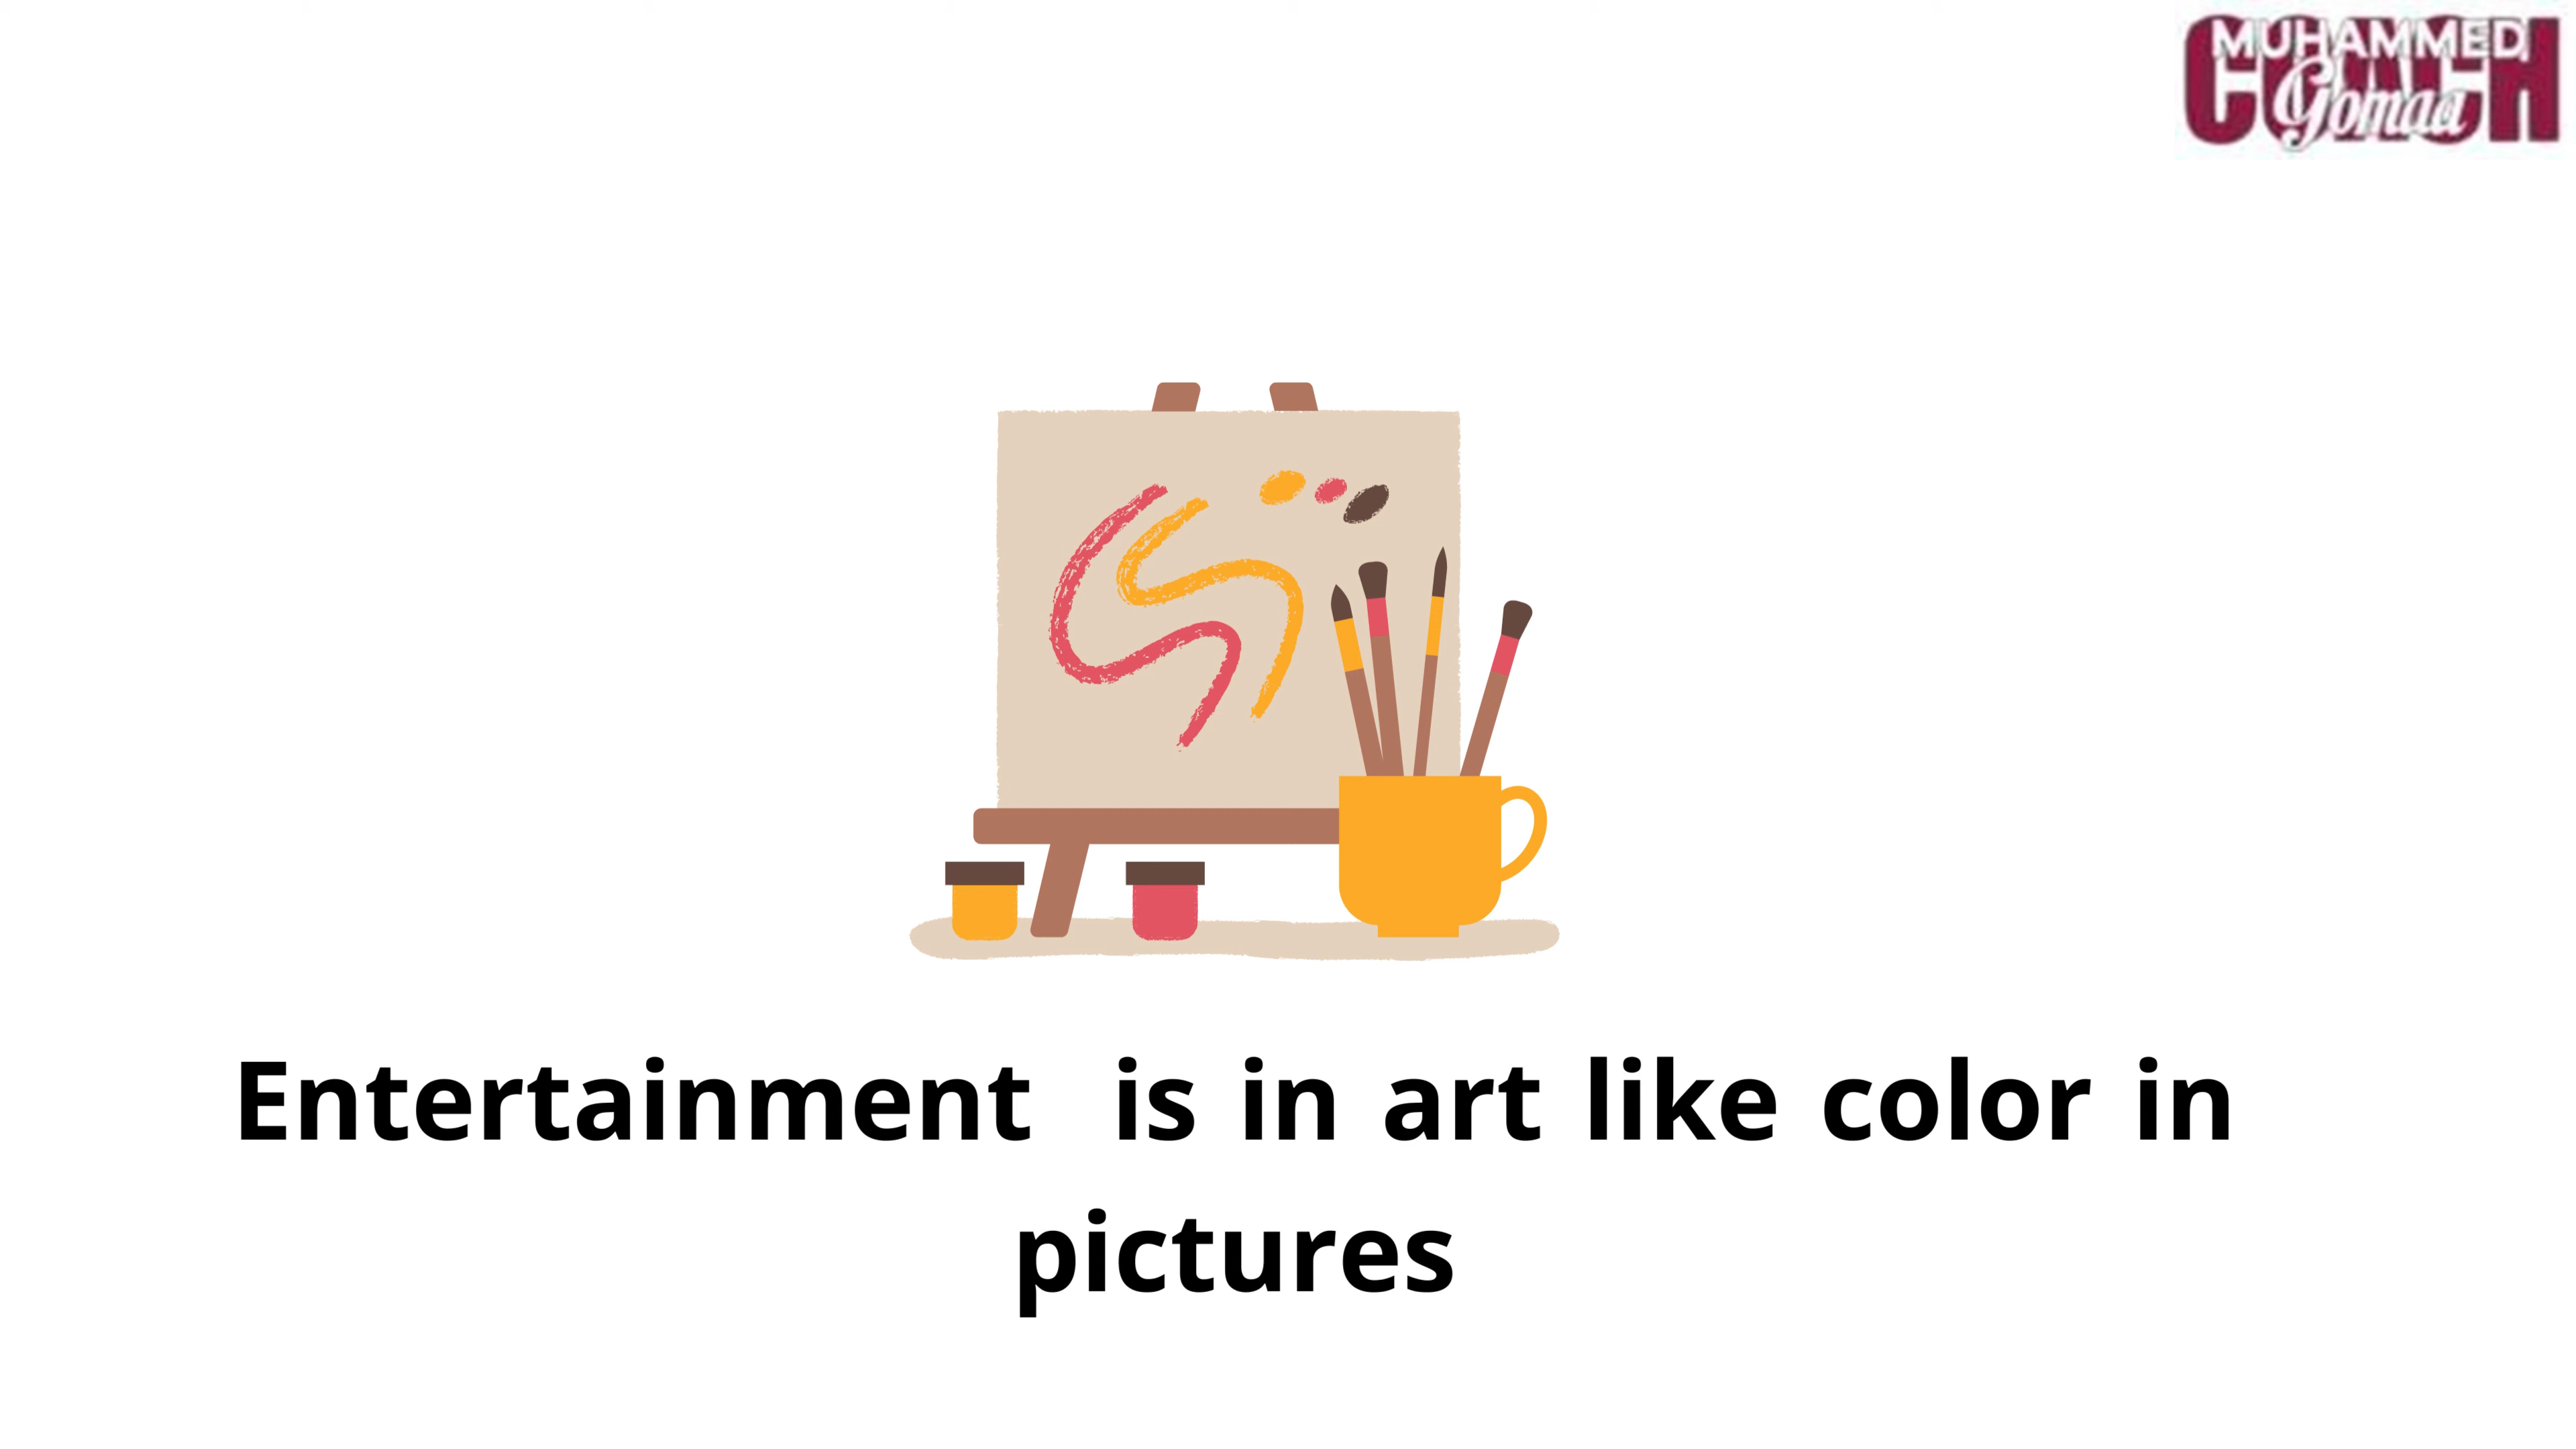 MUHAMMED
COACH
Gomaa
Entertainment  is in art like color in
pictures